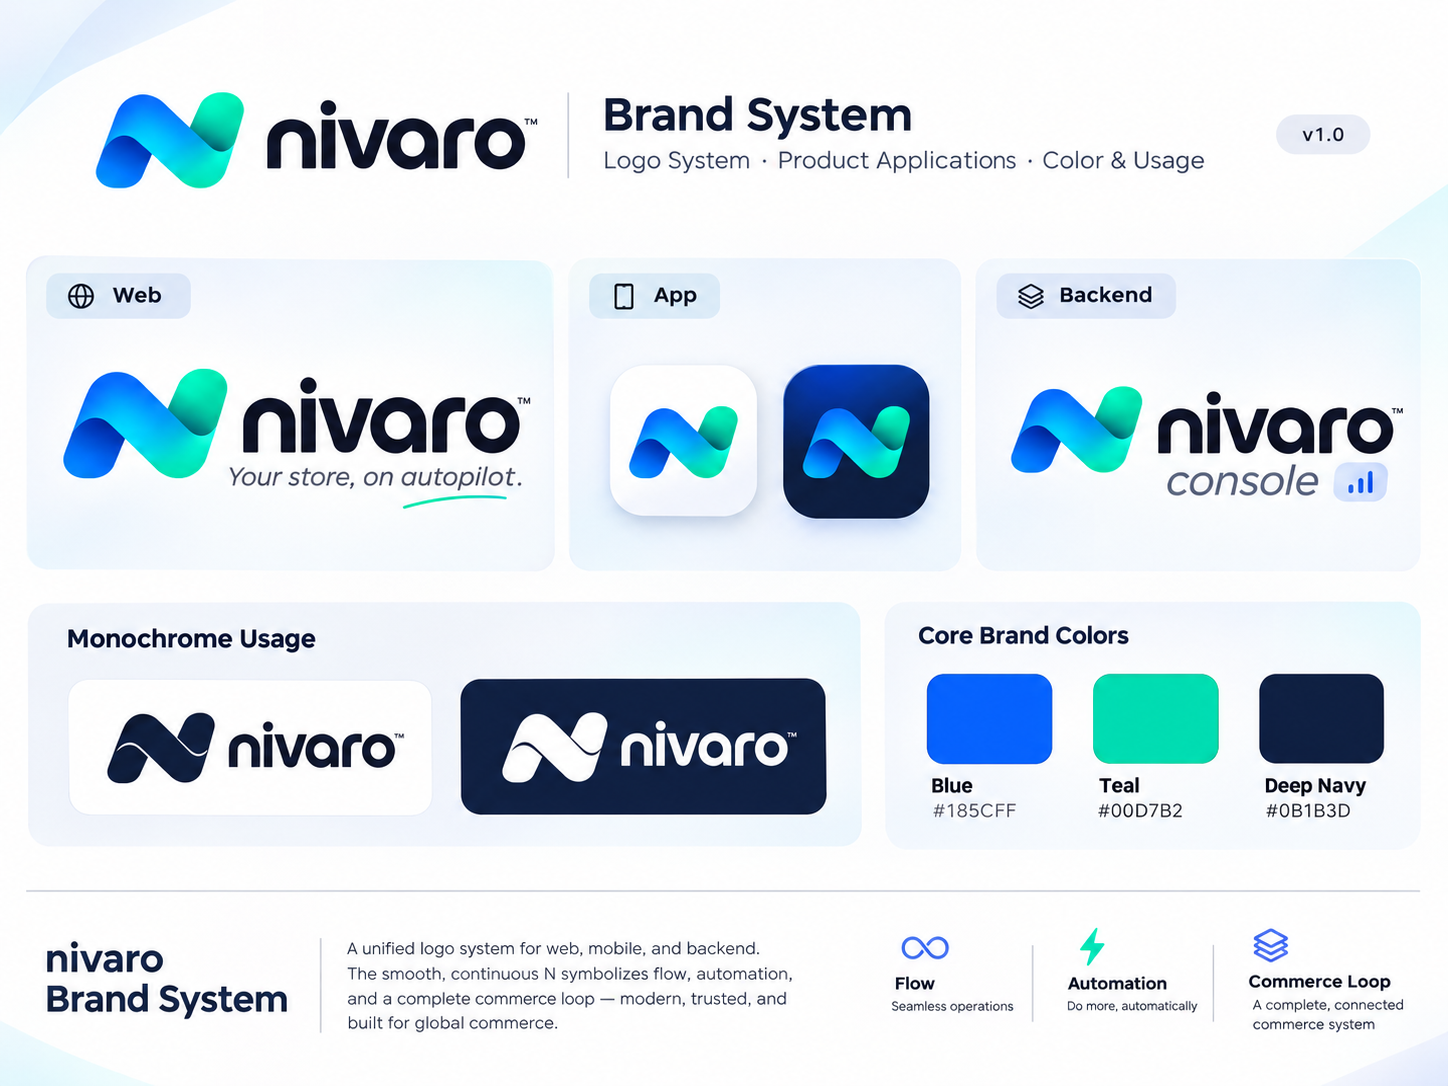 nivaro™
Brand System
Logo System · Product Applications · Color & Usage
v1.0
Web
nivaro™
Your store, on autopilot.
App
Backend
nivaro™
console
Monochrome Usage
nivaro™
nivaro™
Core Brand Colors
Blue
#185CFF
Teal
#00D7B2
Deep Navy
#0B1B3D
nivaro
Brand System
A unified logo system for web, mobile, and backend.
The smooth, continuous N symbolizes flow, automation,
and a complete commerce loop — modern, trusted, and
built for global commerce.
Flow
Seamless operations
Automation
Do more, automatically
Commerce Loop
A complete, connected
commerce system